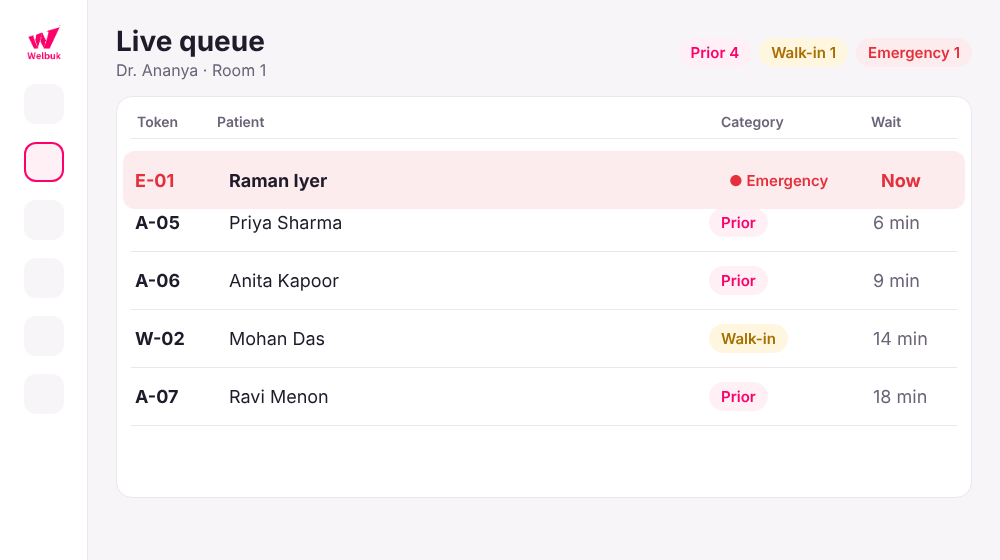 Welbuk
Live queue
Dr. Ananya · Room 1
Prior 4 Walk-in 1 Emergency 1
Token Patient Category Wait
E-01 Raman Iyer Emergency Now
A-05 Priya Sharma Prior 6 min
A-06 Anita Kapoor Prior 9 min
W-02 Mohan Das Walk-in 14 min
A-07 Ravi Menon Prior 18 min